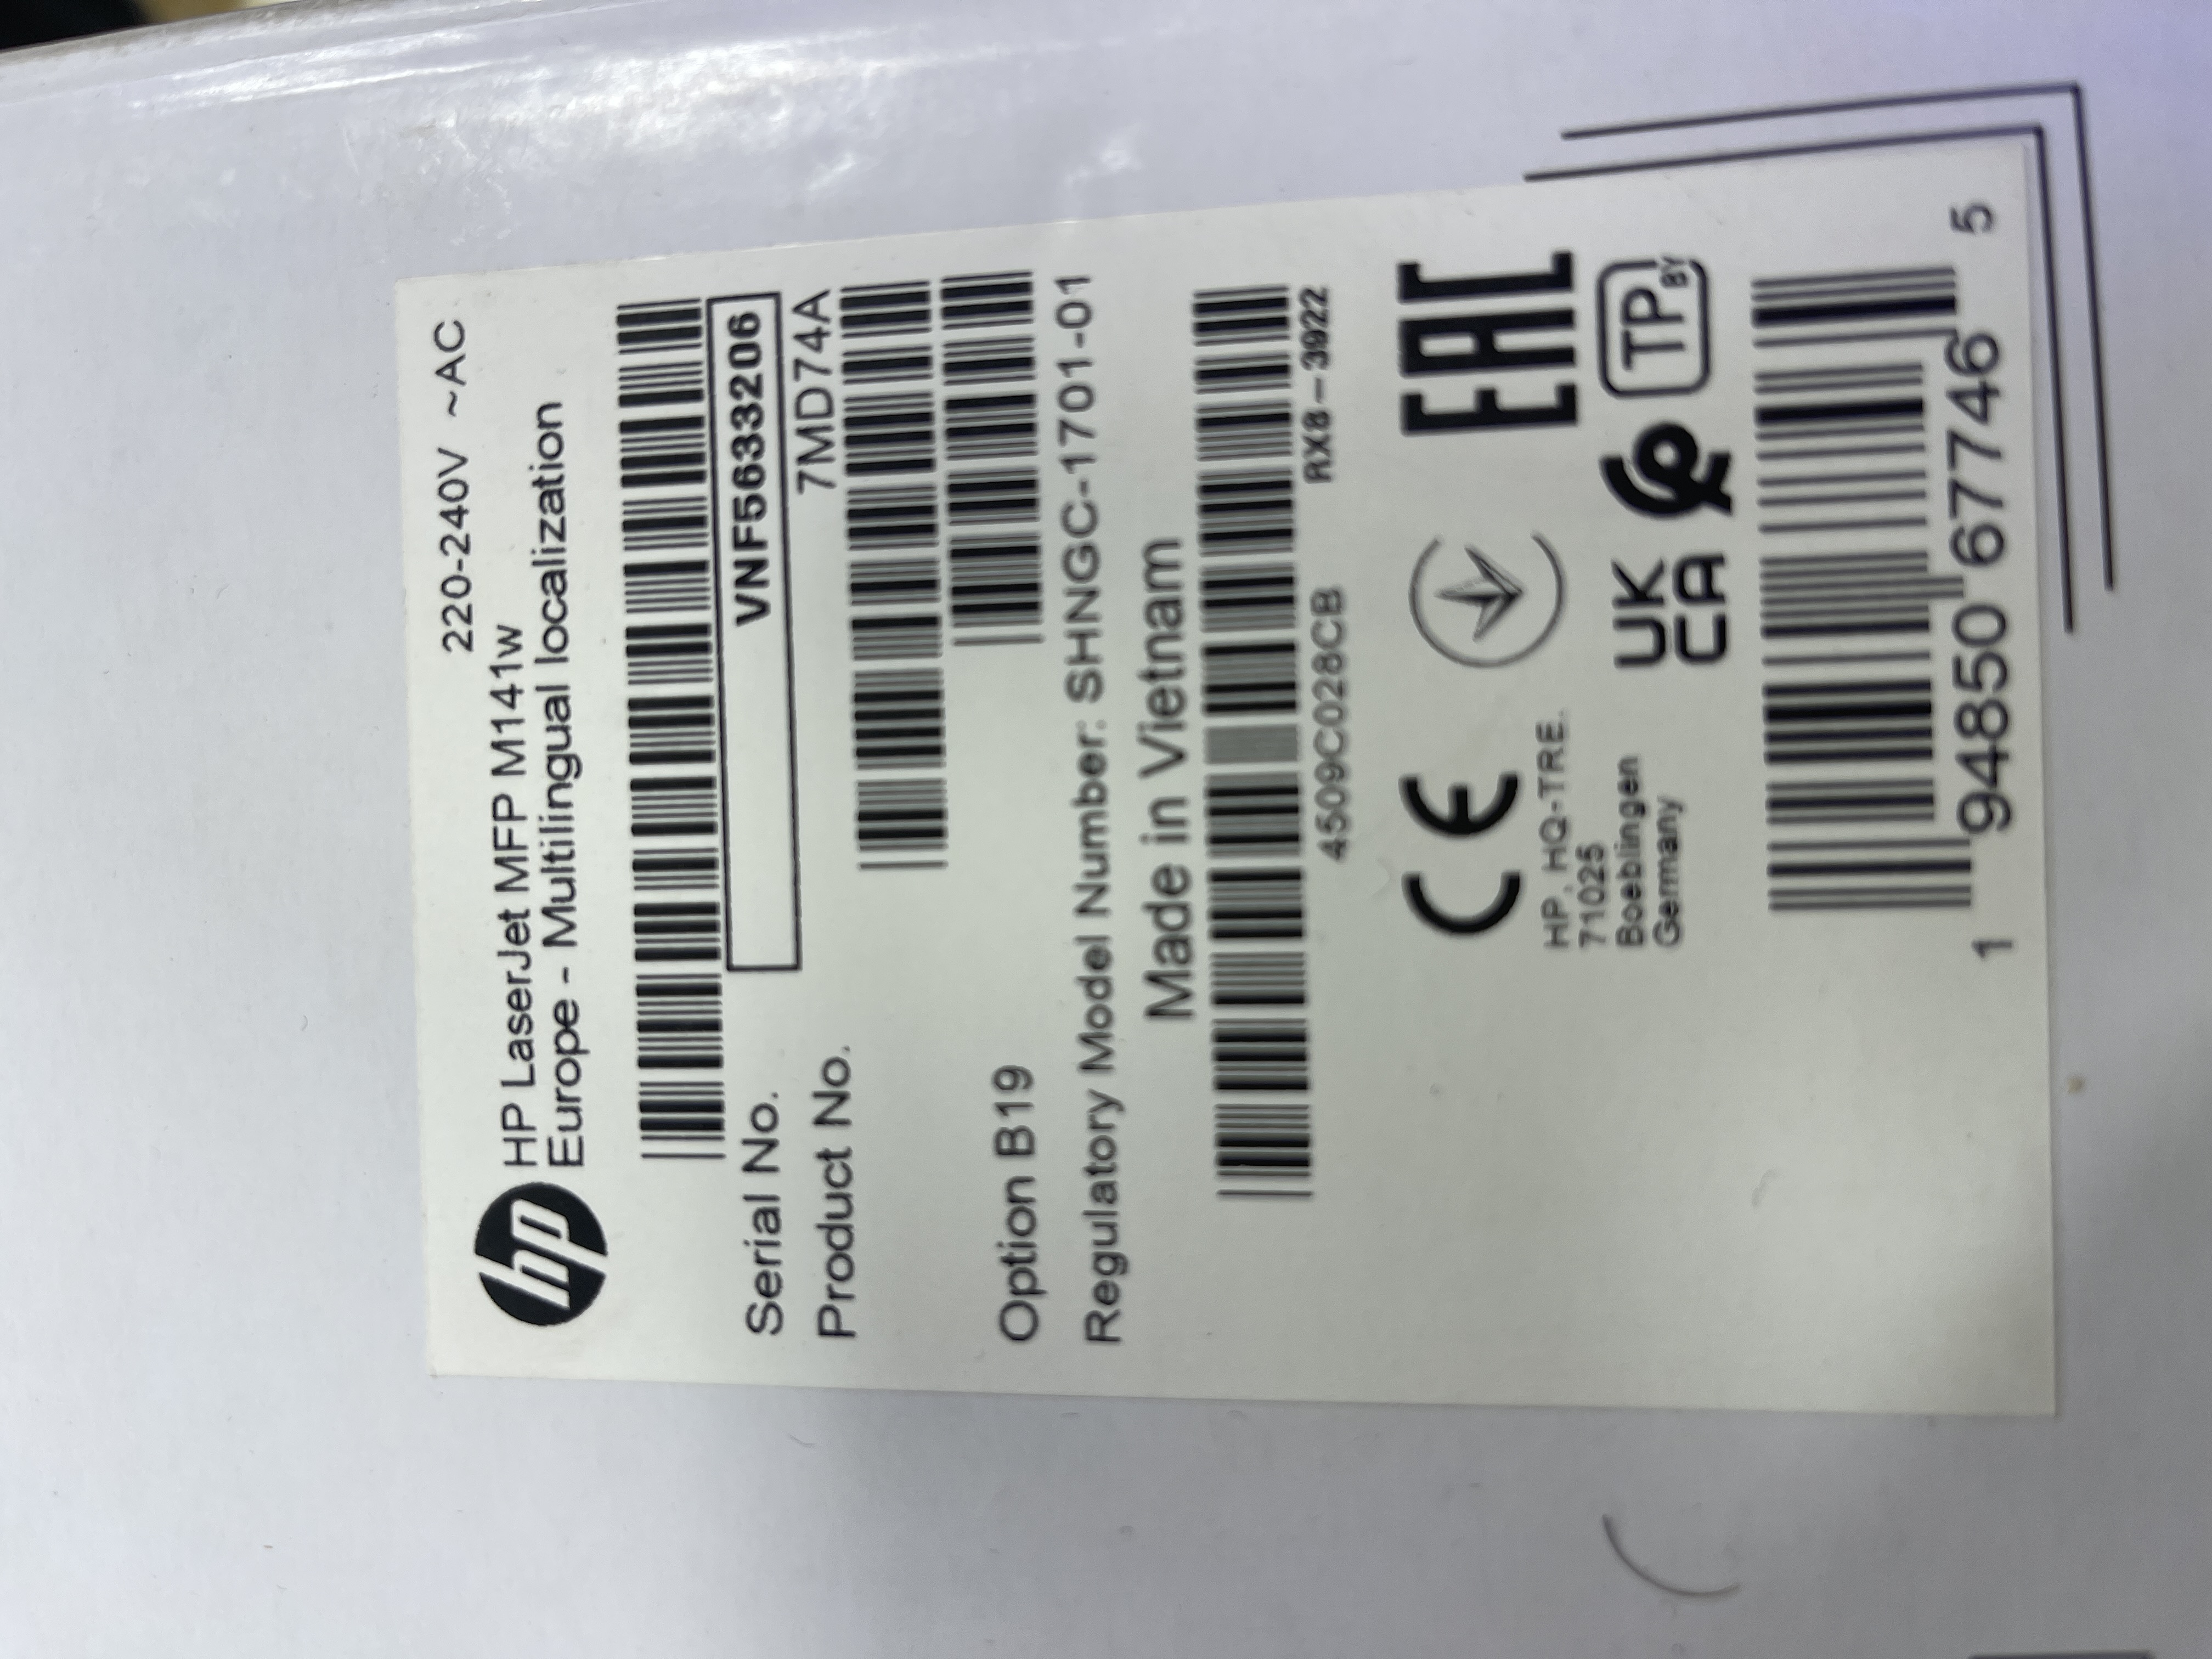 220-240V ~AC
hp
HP LaserJet MFP M141w
Europe - Multilingual localization
Serial No. VNF5633206
Product No. 7MD74A
Option B19
Regulatory Model Number: SHNGC-1701-01
Made in Vietnam
4509C028CB RX8-3922
CE EAC
HP, HQ-TRE.
71025
Boeblingen
Germany
UK
CA
TP BY
1 94850 67746 5